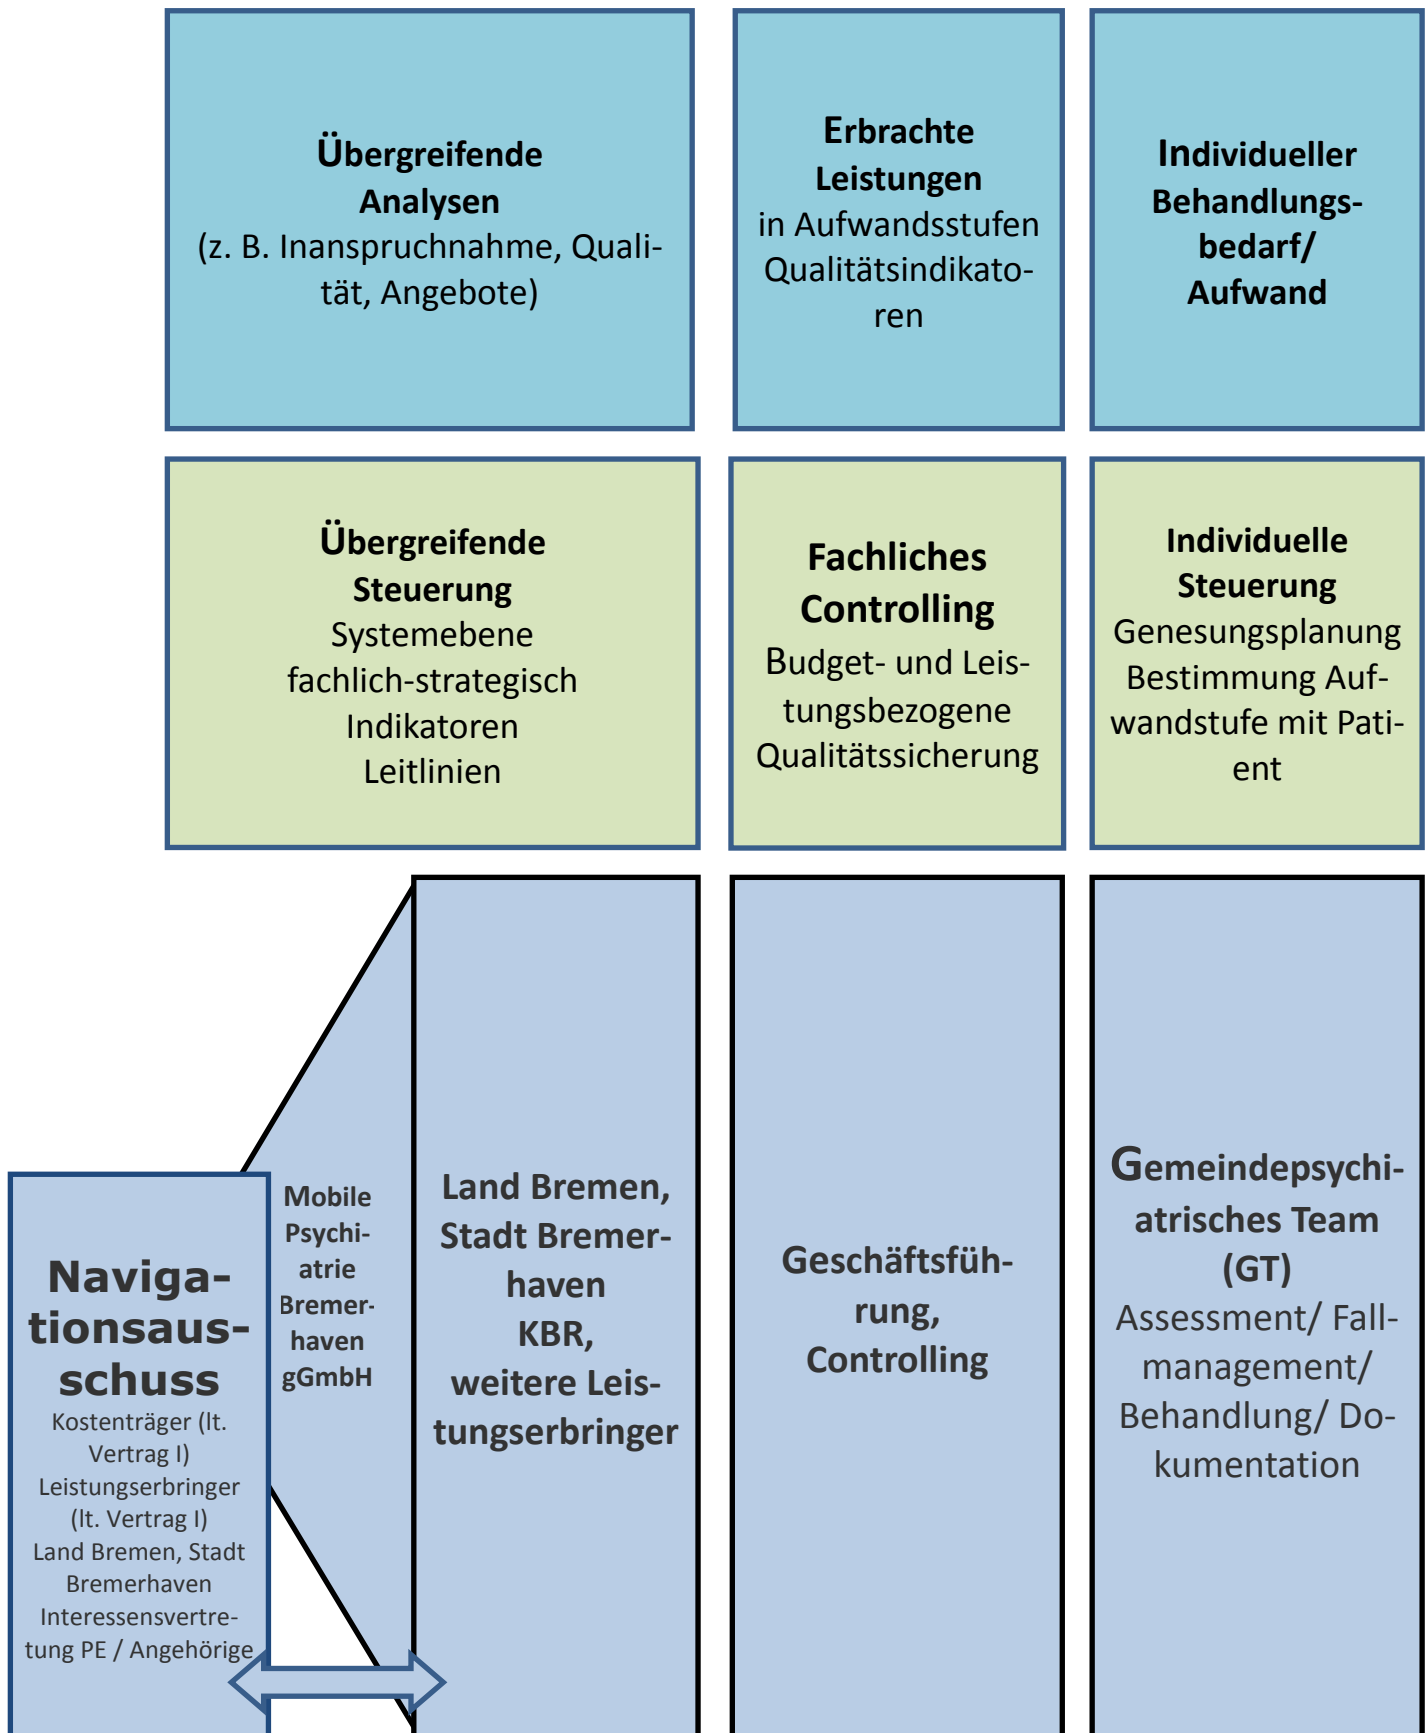 Übergreifende
Analysen
(z. B. Inanspruchnahme, Quali-
tät, Angebote)
Erbrachte
Leistungen
in Aufwandsstufen
Qualitätsindikato-
ren
Individueller
Behandlungs-
bedarf/
Aufwand
Übergreifende
Steuerung
Systemebene
fachlich-strategisch
Indikatoren
Leitlinien
Fachliches
Controlling
Budget- und Leis-
tungsbezogene
Qualitätssicherung
Individuelle
Steuerung
Genesungsplanung
Bestimmung Auf-
wandstufe mit Pati-
ent
Naviga-
tionsaus-
schuss
Kostenträger (lt.
Vertrag I)
Leistungserbringer
(lt. Vertrag I)
Land Bremen, Stadt
Bremerhaven
Interessensvertre-
tung PE / Angehörige
Mobile
Psychi-
atrie
Bremer-
haven
gGmbH
Land Bremen,
Stadt Bremer-
haven
KBR,
weitere Leis-
tungserbringer
Geschäftsfüh-
rung,
Controlling
Gemeindepsychi-
atrisches Team
(GT)
Assessment/ Fall-
management/
Behandlung/ Do-
kumentation